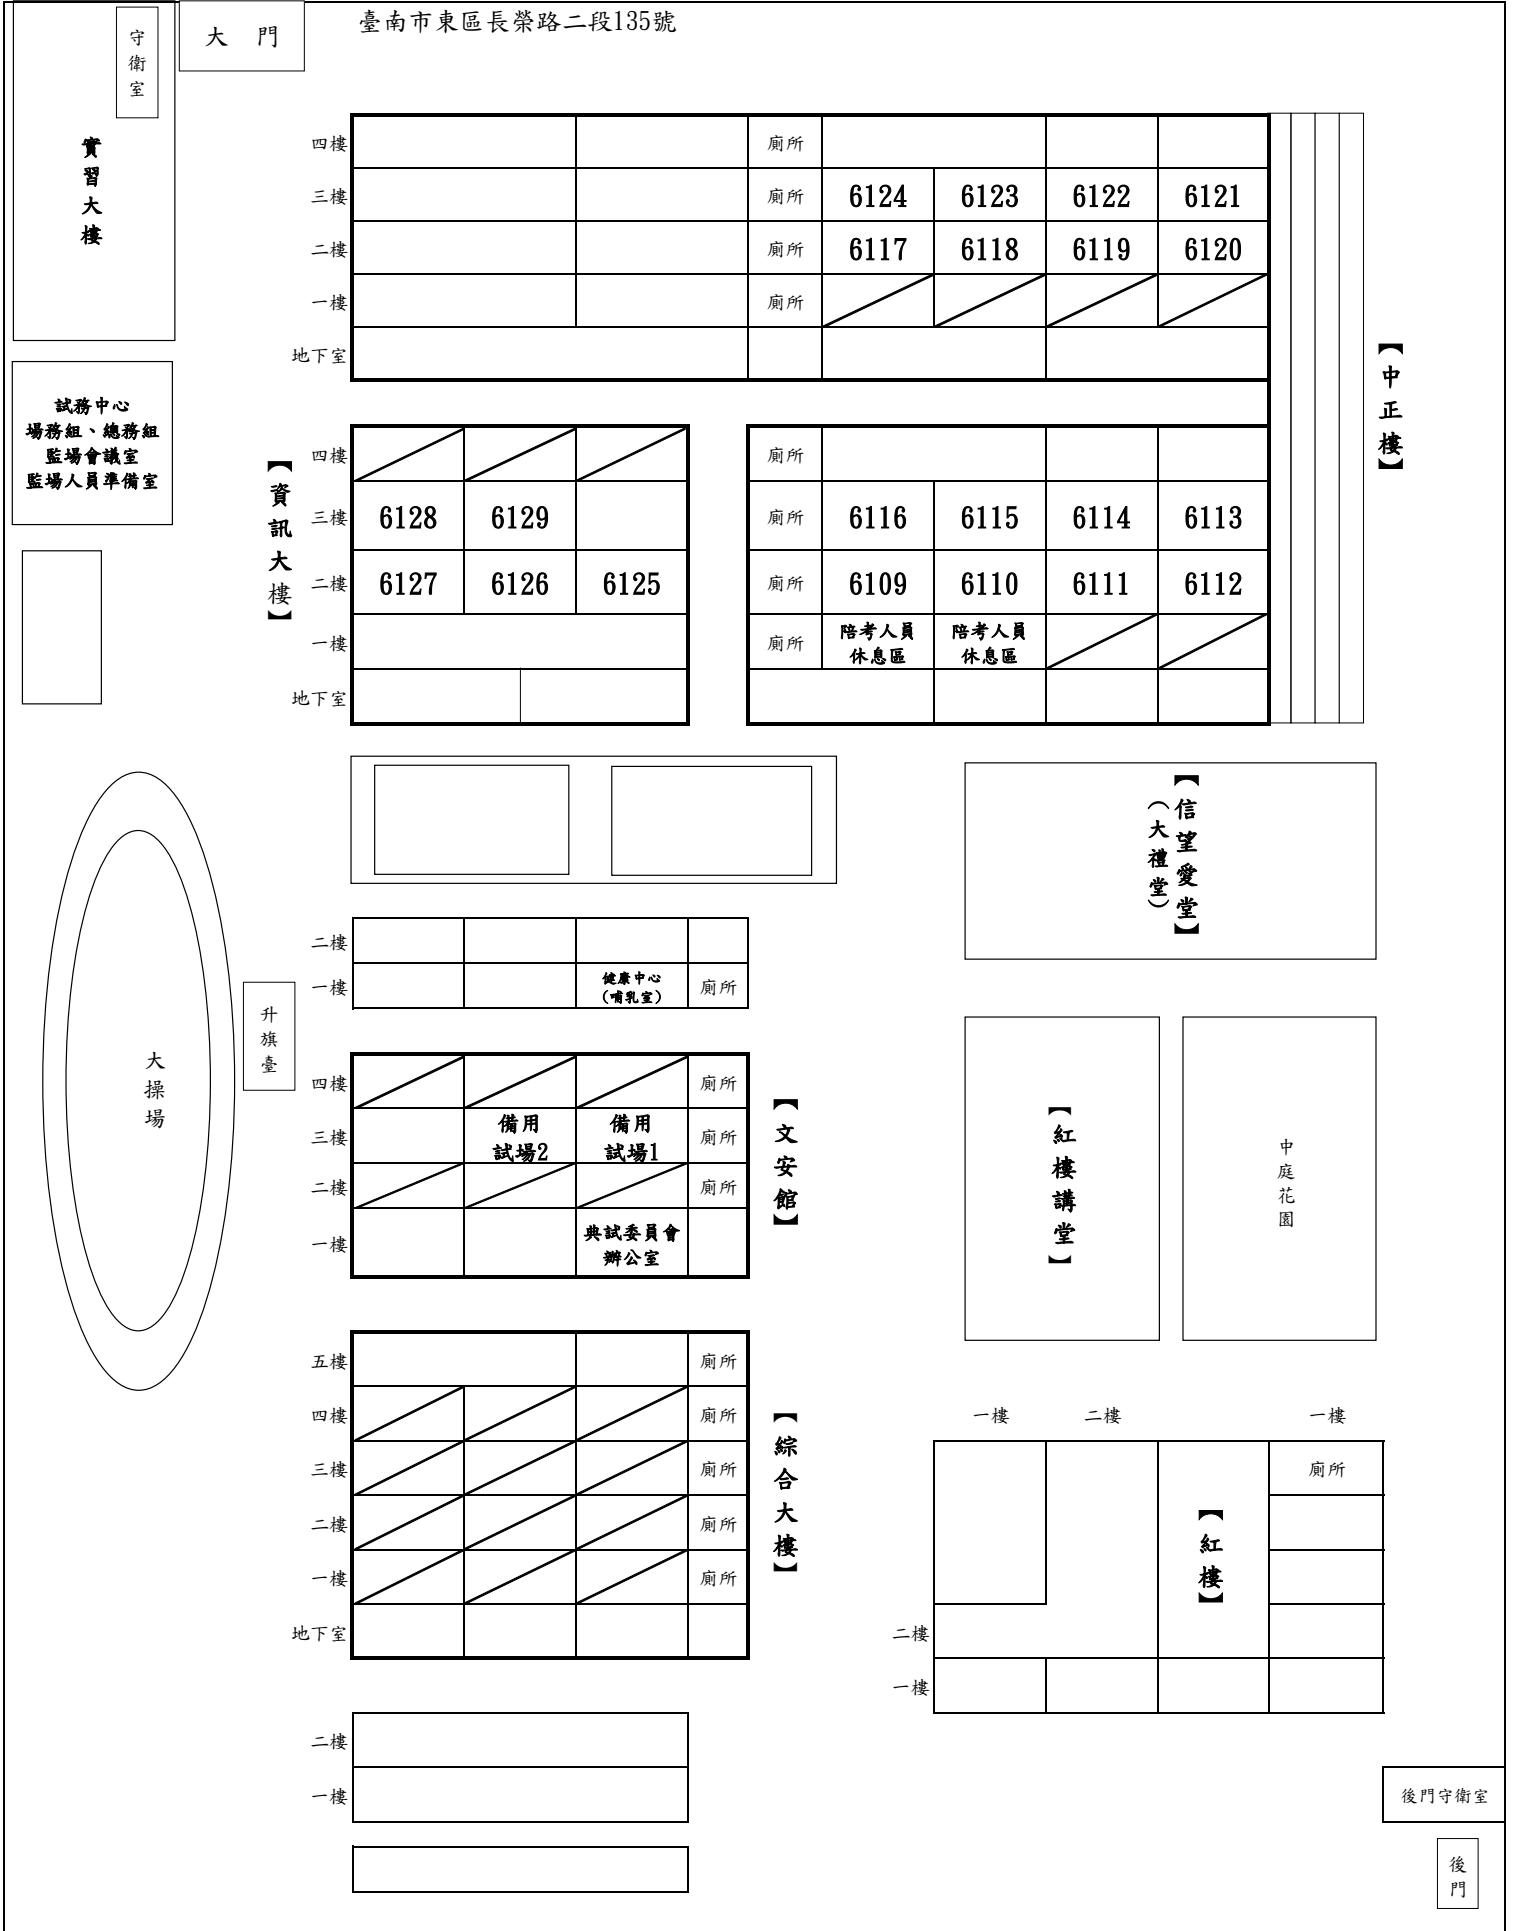 臺南市東區長榮路二段135號
大 門
守衛室
實習大樓
四樓 廁所
三樓 廁所 6124 6123 6122 6121
二樓 廁所 6117 6118 6119 6120
一樓 廁所
地下室
【中正樓】
試務中心
場務組、總務組
監場會議室
監場人員準備室
【資訊大樓】
四樓
三樓 6128 6129
二樓 6127 6126 6125
一樓
地下室
廁所
廁所 6116 6115 6114 6113
廁所 6109 6110 6111 6112
廁所 陪考人員 陪考人員
休息區 休息區
【信望愛堂】
(大禮堂)
二樓
一樓 健康中心
(哺乳室) 廁所
升旗臺
大操場
四樓 廁所
三樓 備用 備用 廁所
試場2 試場1
二樓 廁所
一樓 典試委員會
辦公室
【文安館】
【紅樓講堂】
中庭花園
五樓 廁所
四樓 廁所
三樓 廁所
二樓 廁所
一樓 廁所
地下室
【綜合大樓】
一樓 二樓 一樓
廁所
【紅樓】
二樓
一樓
二樓
一樓
後門守衛室
後門